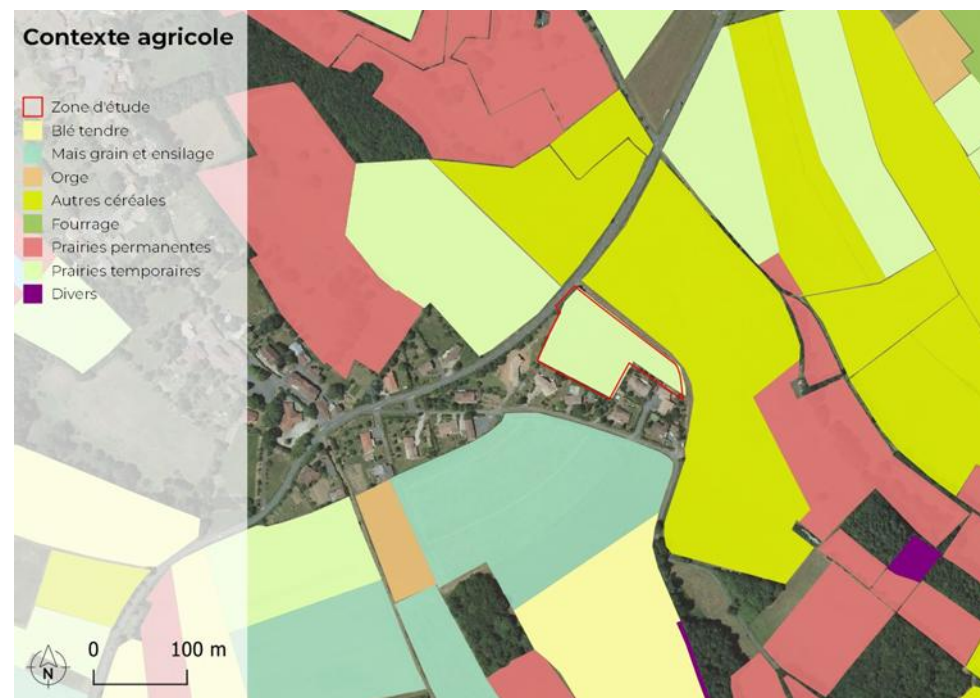 Contexte agricole
Zone d'étude
Blé tendre
Maïs grain et ensilage
Orge
Autres céréales
Fourrage
Prairies permanentes
Prairies temporaires
Divers
0 100 m
N